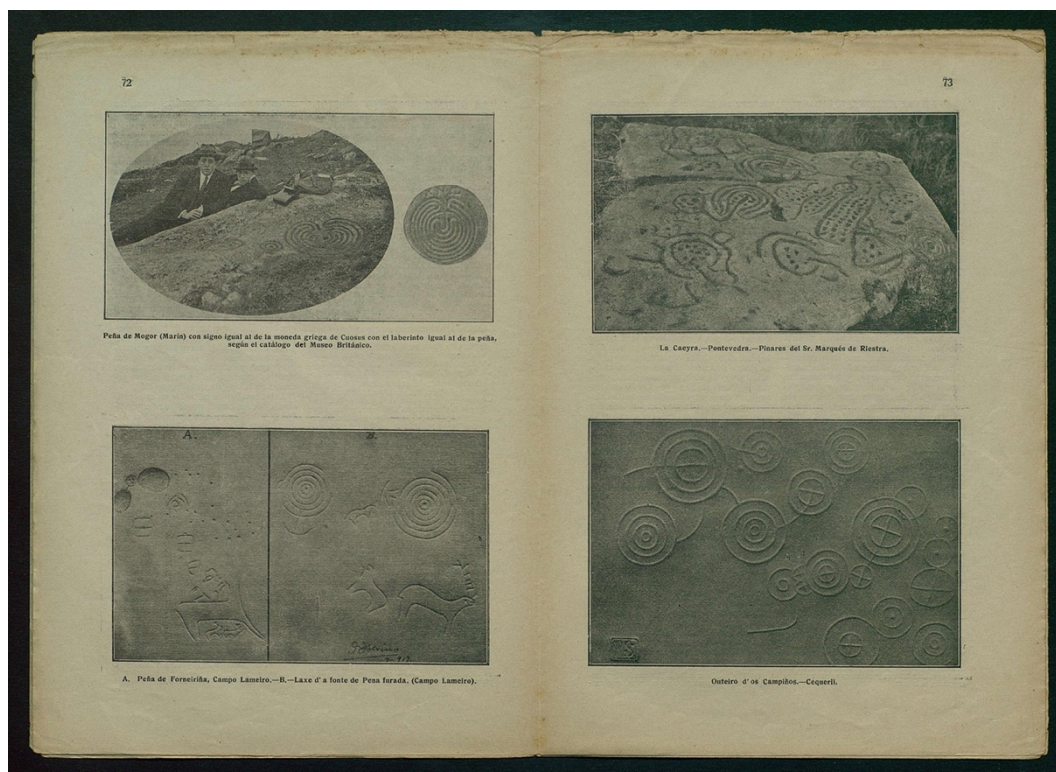 72
Peña de Mogor (Marín) con signo igual al de la moneda griega de Cnosus con el laberinto igual al de la peña,
según el catálogo del Museo Británico.
A.
B.
A. Peña de Forneiriña, Campo Lameiro.—B.—Laxe d'a fonte de Pena furada. (Campo Lameiro).
73
La Caeyra.—Pontevedra.—Pinares del Sr. Marqués de Riestra.
Outeiro d'os Campiños.—Cequeril.